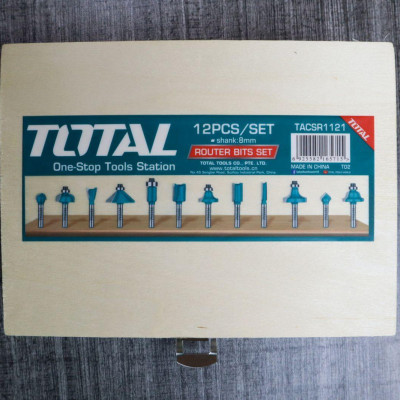 TOTAL
One-Stop Tools Station
12PCS/SET
shank:8mm
ROUTER BITS SET
TOTAL TOOLS CO., PTE. LTD.
www.totaltools.cn
TACSR1121
MADE IN CHINA T02
TOTAL